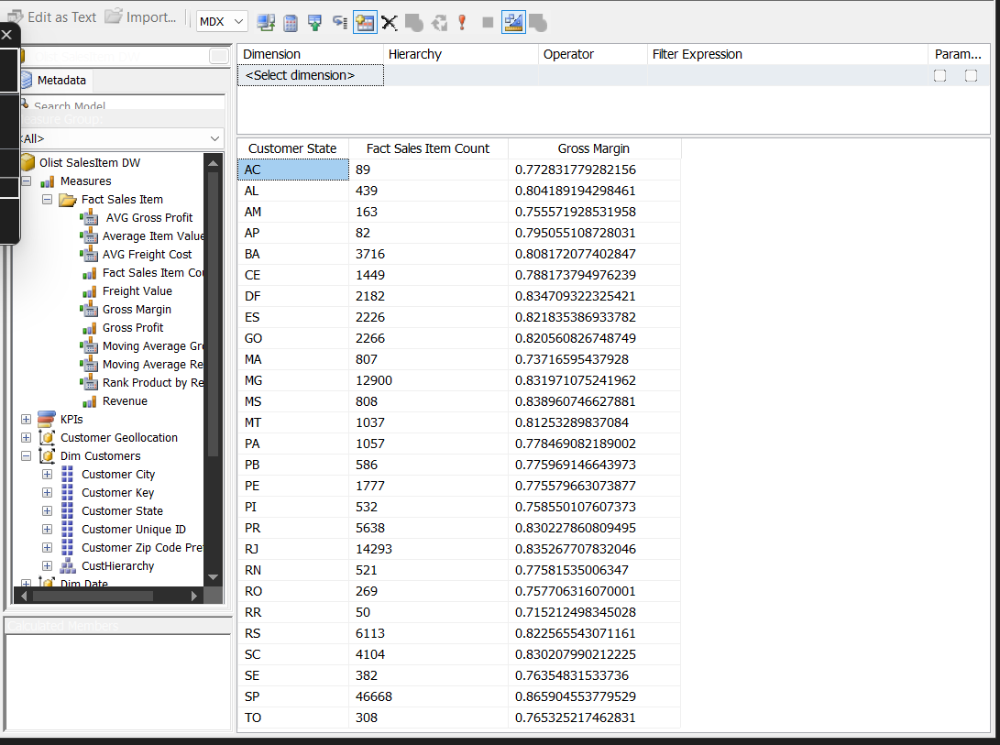 Edit as Text Import... MDX
Dimension Hierarchy Operator Filter Expression Param...
<Select dimension>
Metadata
Search Model
Measure Group:
<All>
Olist SalesItem DW
Measures
Fact Sales Item
AVG Gross Profit
Average Item Value
AVG Freight Cost
Fact Sales Item Cou
Freight Value
Gross Margin
Gross Profit
Moving Average Gr
Moving Average Re
Rank Product by Re
Revenue
KPIs
Customer Geollocation
Dim Customers
Customer City
Customer Key
Customer State
Customer Unique ID
Customer Zip Code Pre
CustHierarchy
Dim Date
Calculated Members
Customer State Fact Sales Item Count Gross Margin
AC 89 0.772831779282156
AL 439 0.804189194298461
AM 163 0.755571928531958
AP 82 0.795055108728031
BA 3716 0.808172077402847
CE 1449 0.788173794976239
DF 2182 0.834709322325421
ES 2226 0.821835386933782
GO 2266 0.820560826748749
MA 807 0.73716595437928
MG 12900 0.831971075241962
MS 808 0.838960746627881
MT 1037 0.81253289837084
PA 1057 0.778469082189002
PB 586 0.775969146643973
PE 1777 0.775579663073877
PI 532 0.758550107607373
PR 5638 0.830227860809495
RJ 14293 0.835267707832046
RN 521 0.77581535006347
RO 269 0.757706316070001
RR 50 0.715212498345028
RS 6113 0.822565543071161
SC 4104 0.830207990212225
SE 382 0.76354831533736
SP 46668 0.865904553779529
TO 308 0.765325217462831